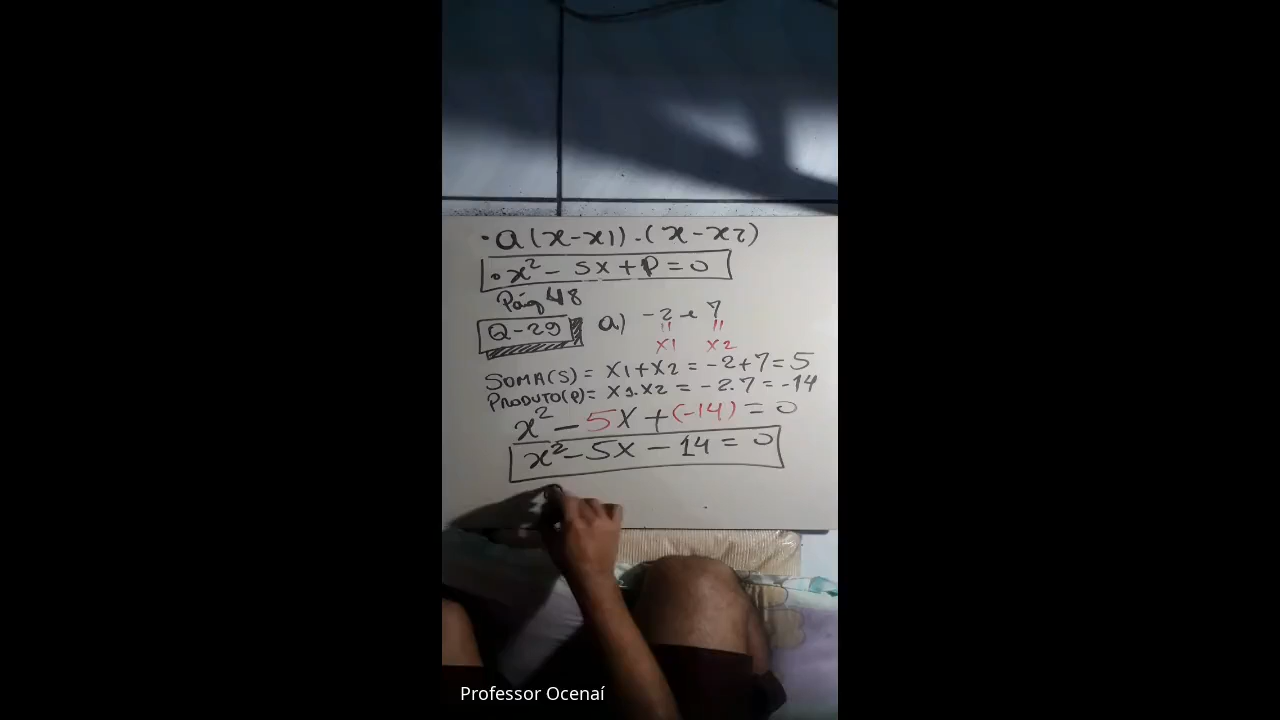 • a(x-x1).(x-x2)
• x² - Sx + P = 0
Pág 48
Q-29 a) -2 e 7
= =
x1 x2
SOMA(S) = x1+x2 = -2+7=5
PRODUTO(P)= x1.x2 = -2.7 = -14
x² - 5x + (-14) = 0
x² - 5x - 14 = 0
Professor Ocenaí